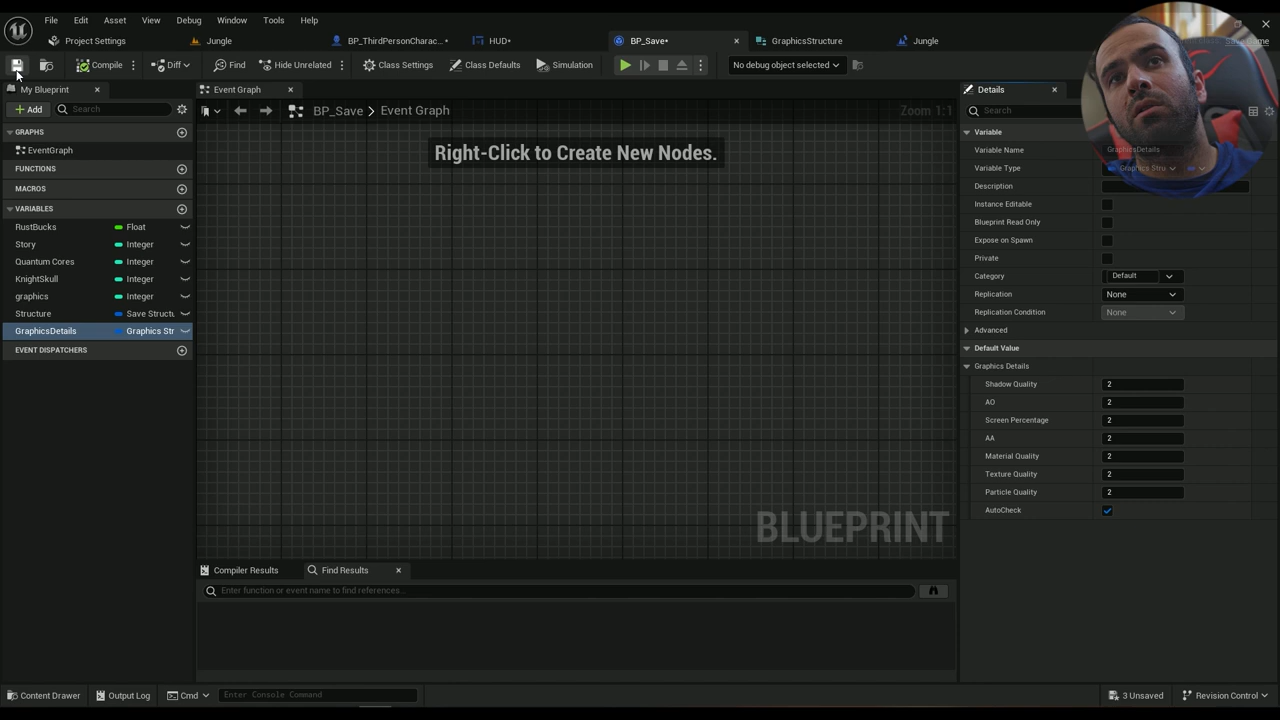 File Edit Asset View Debug Window Tools Help
Project Settings Jungle BP_ThirdPersonCharac...• HUD• BP_Save• GraphicsStructure Jungle
Compile Diff Find Hide Unrelated Class Settings Class Defaults Simulation No debug object selected
My Blueprint Event Graph Details
Add Search BP_Save > Event Graph Zoom 1:1 Search
GRAPHS
EventGraph
FUNCTIONS
MACROS
VARIABLES
RustBucks Float
Story Integer
Quantum Cores Integer
KnightSkull Integer
graphics Integer
Structure Save Structu
GraphicsDetails Graphics Str
EVENT DISPATCHERS
Right-Click to Create New Nodes.
BLUEPRINT
Compiler Results Find Results
Enter function or event name to find references...
Variable
Variable Name GraphicsDetails
Variable Type Graphics Stru
Description
Instance Editable
Blueprint Read Only
Expose on Spawn
Private
Category Default
Replication None
Replication Condition None
Advanced
Default Value
Graphics Details
Shadow Quality 2
AO 2
Screen Percentage 2
AA 2
Material Quality 2
Texture Quality 2
Particle Quality 2
AutoCheck
Content Drawer Output Log Cmd Enter Console Command 3 Unsaved Revision Control